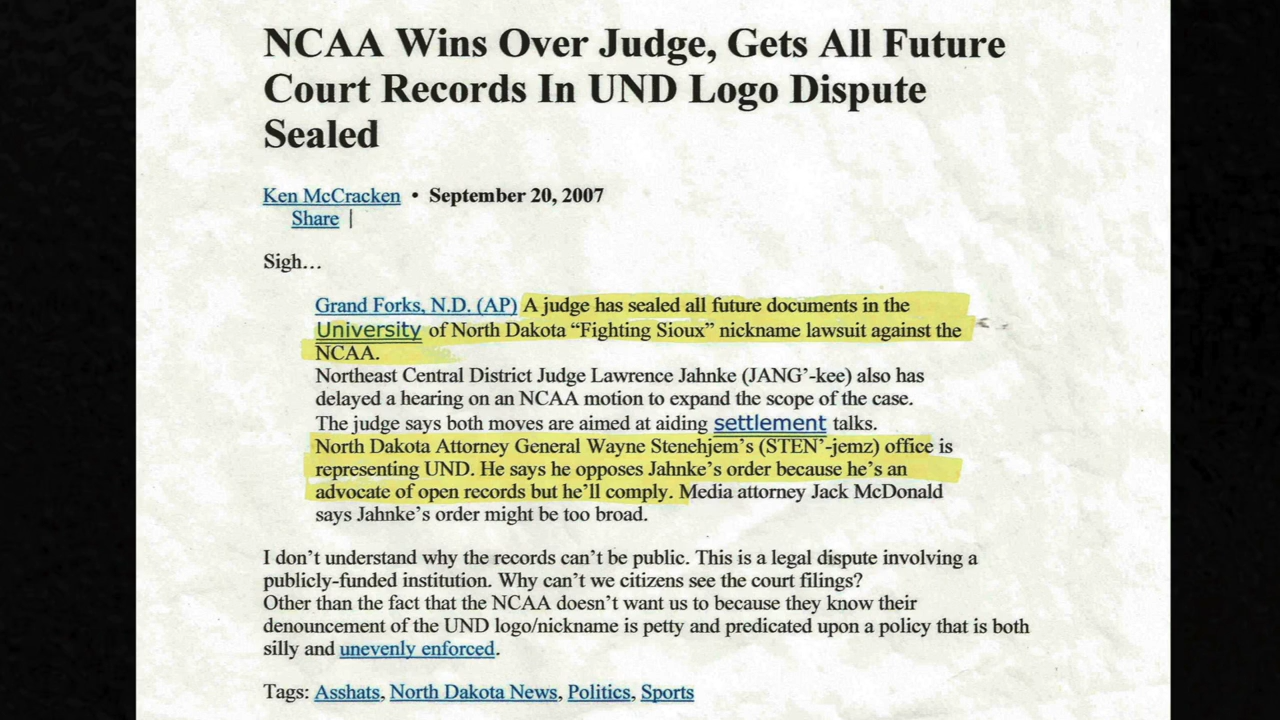 NCAA Wins Over Judge, Gets All Future
Court Records In UND Logo Dispute
Sealed
Ken McCracken • September 20, 2007
Share |
Sigh…
Grand Forks, N.D. (AP) A judge has sealed all future documents in the
University of North Dakota “Fighting Sioux” nickname lawsuit against the
NCAA.
Northeast Central District Judge Lawrence Jahnke (JANG’-kee) also has
delayed a hearing on an NCAA motion to expand the scope of the case.
The judge says both moves are aimed at aiding settlement talks.
North Dakota Attorney General Wayne Stenehjem’s (STEN’-jemz) office is
representing UND. He says he opposes Jahnke’s order because he’s an
advocate of open records but he’ll comply. Media attorney Jack McDonald
says Jahnke’s order might be too broad.
I don’t understand why the records can’t be public. This is a legal dispute involving a
publicly-funded institution. Why can’t we citizens see the court filings?
Other than the fact that the NCAA doesn’t want us to because they know their
denouncement of the UND logo/nickname is petty and predicated upon a policy that is both
silly and unevenly enforced.
Tags: Asshats, North Dakota News, Politics, Sports